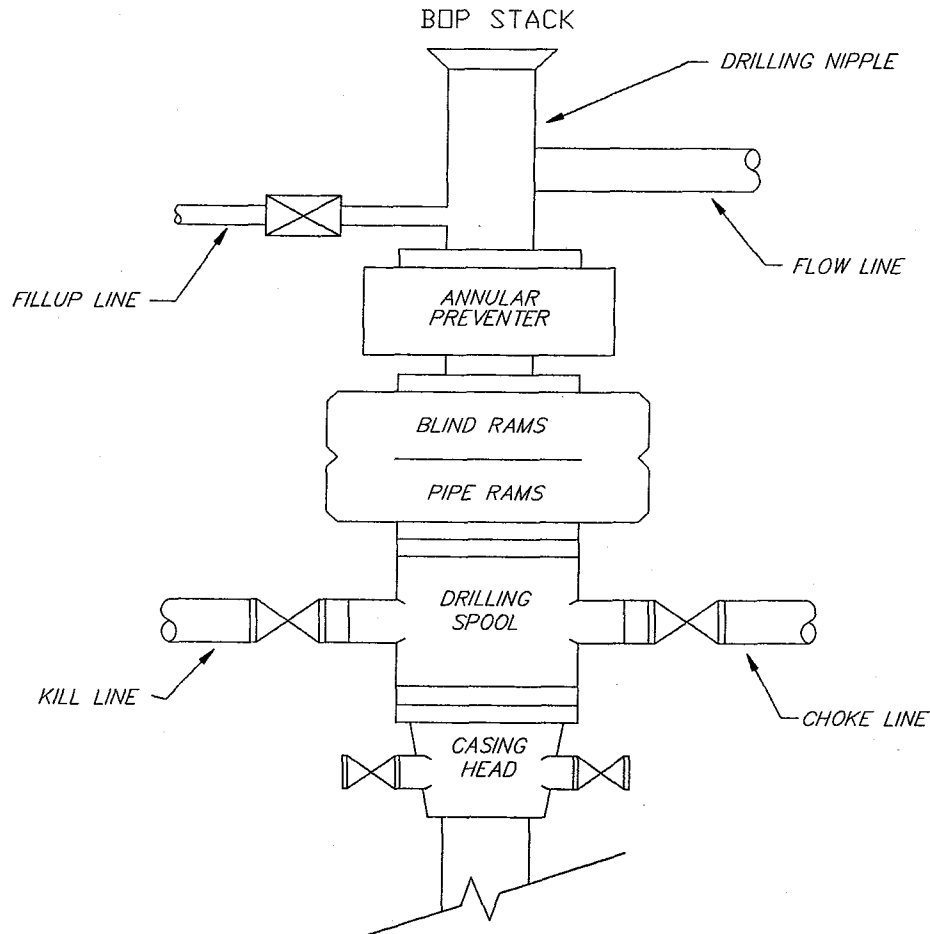 BOP STACK
DRILLING NIPPLE
FLOW LINE
FILLUP LINE
ANNULAR
PREVENTER
BLIND RAMS
PIPE RAMS
DRILLING
SPOOL
KILL LINE
CHOKE LINE
CASING
HEAD